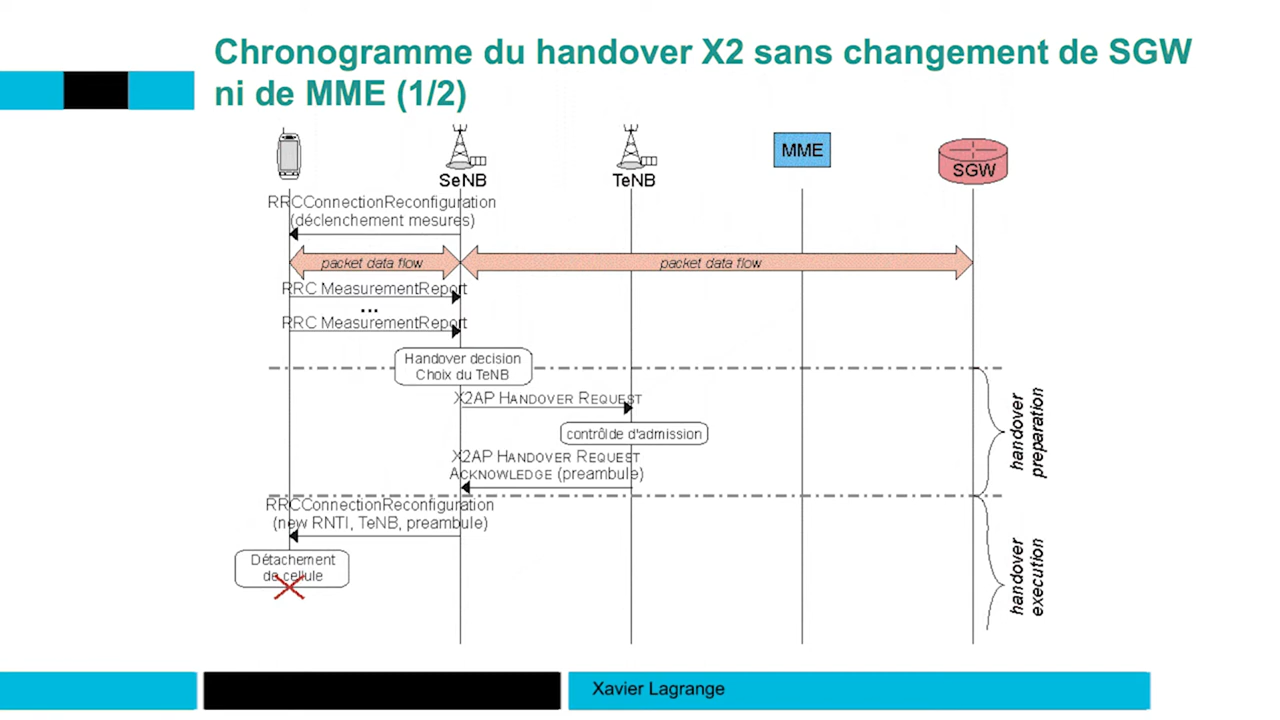 Chronogramme du handover X2 sans changement de SGW
ni de MME (1/2)
SeNB
TeNB
MME
SGW
RRCConnectionReconfiguration
(déclenchement mesures)
packet data flow
packet data flow
RRC MeasurementReport
...
RRC MeasurementReport
Handover decision
Choix du TeNB
X2AP HANDOVER REQUEST
contrôlde d'admission
X2AP HANDOVER REQUEST
ACKNOWLEDGE (preambule)
handover
preparation
RRCConnectionReconfiguration
(new RNTI, TeNB, preambule)
Détachement
de cellule
handover
execution
Xavier Lagrange